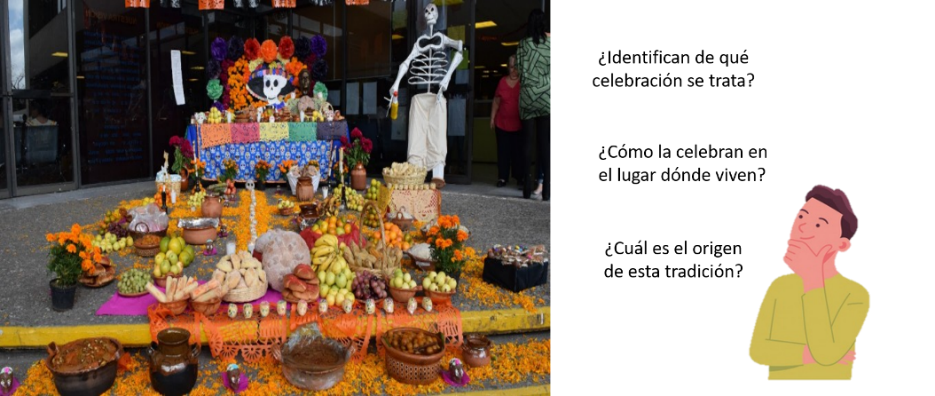 ¿Identifican de qué
celebración se trata?
¿Cómo la celebran en
el lugar dónde viven?
¿Cuál es el origen
de esta tradición?